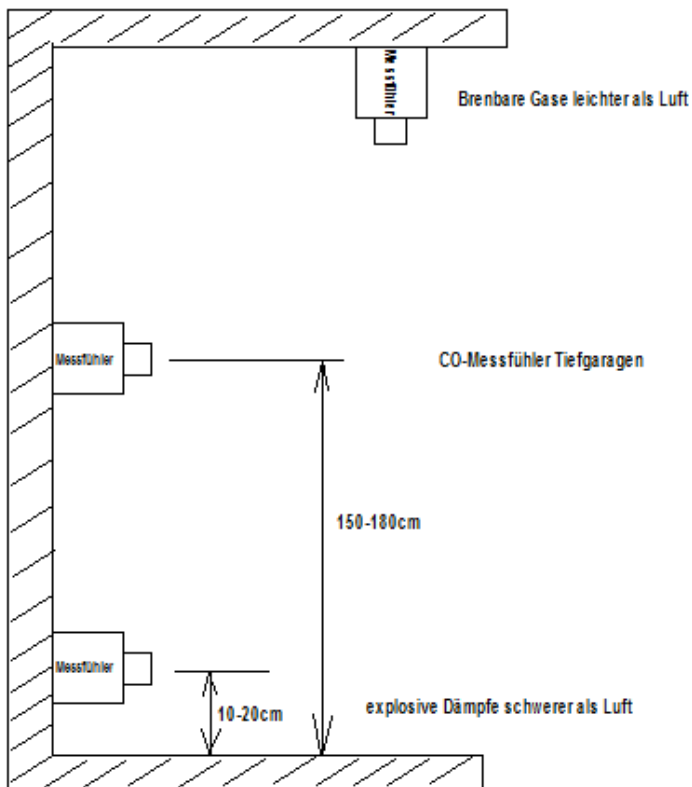 Messfühler
Brenbare Gase leichter als Luft
Messfühler
CO-Messfühler Tiefgaragen
150-180cm
Messfühler
10-20cm
explosive Dämpfe schwerer als Luft